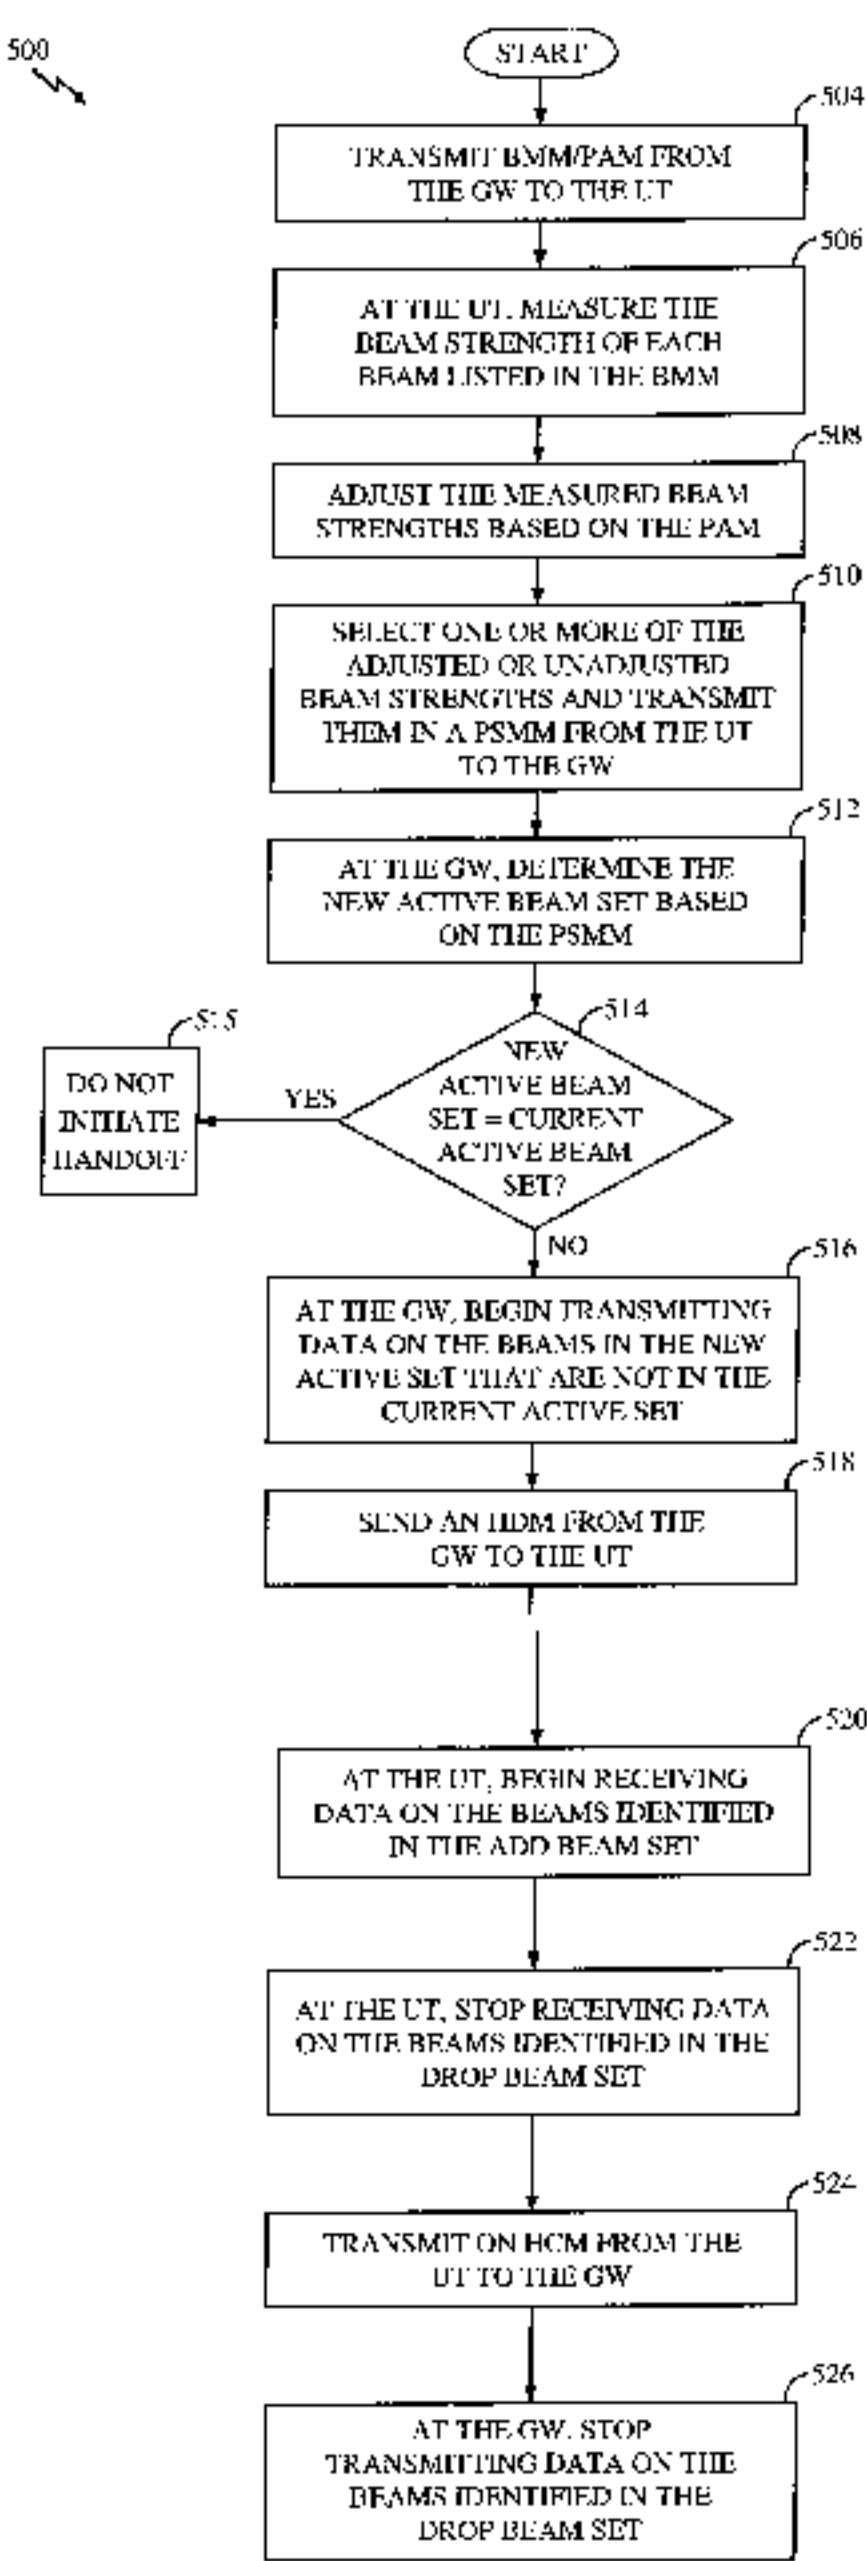 500
START
504
TRANSMIT BMM/PAM FROM
THE GW TO THE UT
506
AT THE UT, MEASURE THE
BEAM STRENGTH OF EACH
BEAM LISTED IN THE BMM
508
ADJUST THE MEASURED BEAM
STRENGTHS BASED ON THE PAM
510
SELECT ONE OR MORE OF THE
ADJUSTED OR UNADJUSTED
BEAM STRENGTHS AND TRANSMIT
THEM IN A PSMM FROM THE UT
TO THE GW
512
AT THE GW, DETERMINE THE
NEW ACTIVE BEAM SET BASED
ON THE PSMM
514
NEW
ACTIVE BEAM
SET = CURRENT
ACTIVE BEAM
SET?
YES
515
DO NOT
INITIATE
HANDOFF
NO
516
AT THE GW, BEGIN TRANSMITTING
DATA ON THE BEAMS IN THE NEW
ACTIVE SET THAT ARE NOT IN THE
CURRENT ACTIVE SET
518
SEND AN HDM FROM THE
GW TO THE UT
520
AT THE UT, BEGIN RECEIVING
DATA ON THE BEAMS IDENTIFIED
IN THE ADD BEAM SET
522
AT THE UT, STOP RECEIVING DATA
ON THE BEAMS IDENTIFIED IN THE
DROP BEAM SET
524
TRANSMIT ON HCM FROM THE
UT TO THE GW
526
AT THE GW, STOP
TRANSMITTING DATA ON THE
BEAMS IDENTIFIED IN THE
DROP BEAM SET